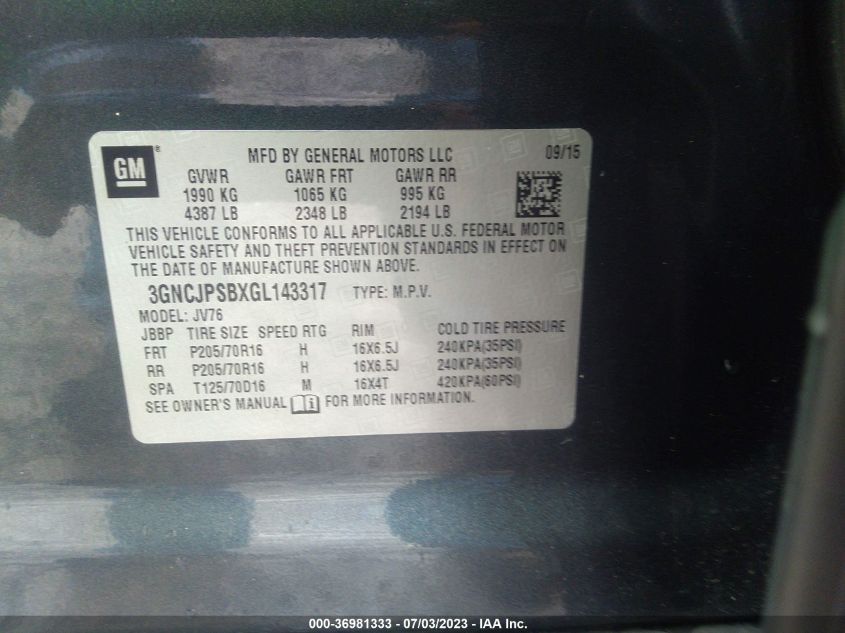 GM ® MFD BY GENERAL MOTORS LLC 09/15
GVWR GAWR FRT GAWR RR
1990 KG 1065 KG 995 KG
4387 LB 2348 LB 2194 LB
THIS VEHICLE CONFORMS TO ALL APPLICABLE U.S. FEDERAL MOTOR
VEHICLE SAFETY AND THEFT PREVENTION STANDARDS IN EFFECT ON
THE DATE OF MANUFACTURE SHOWN ABOVE.
3GNCJPSBXGL143317 TYPE: M.P.V.
MODEL: JV76
JBBP TIRE SIZE SPEED RTG RIM COLD TIRE PRESSURE
FRT P205/70R16 H 16X6.5J 240KPA(35PSI)
RR P205/70R16 H 16X6.5J 240KPA(35PSI)
SPA T125/70D16 M 16X4T 420KPA(60PSI)
SEE OWNER'S MANUAL i FOR MORE INFORMATION.
000-36981333 / 07/03/2023 - IAA Inc.